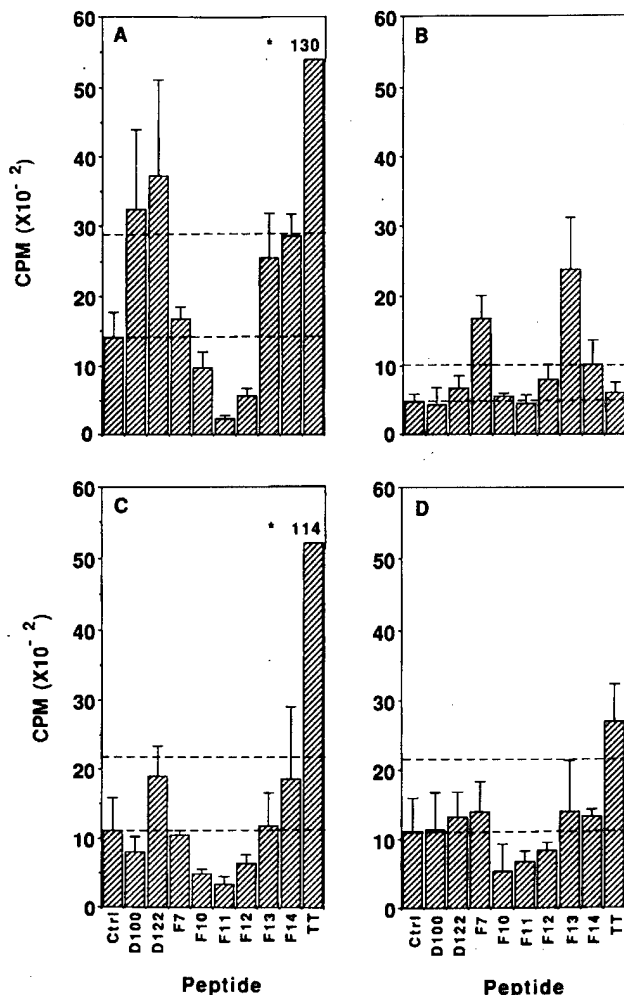 A
* 130
B
60
50
40
30
20
10
0
CPM (X10⁻²)
60
50
40
30
20
10
0
C
* 114
D
60
50
40
30
20
10
0
CPM (X10⁻²)
60
50
40
30
20
10
0
Ctrl
D100
D122
F7
F10
F11
F12
F13
F14
TT
Ctrl
D100
D122
F7
F10
F11
F12
F13
F14
TT
Peptide
Peptide